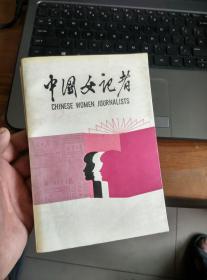 中国女记者
CHINESE WOMEN JOURNALISTS